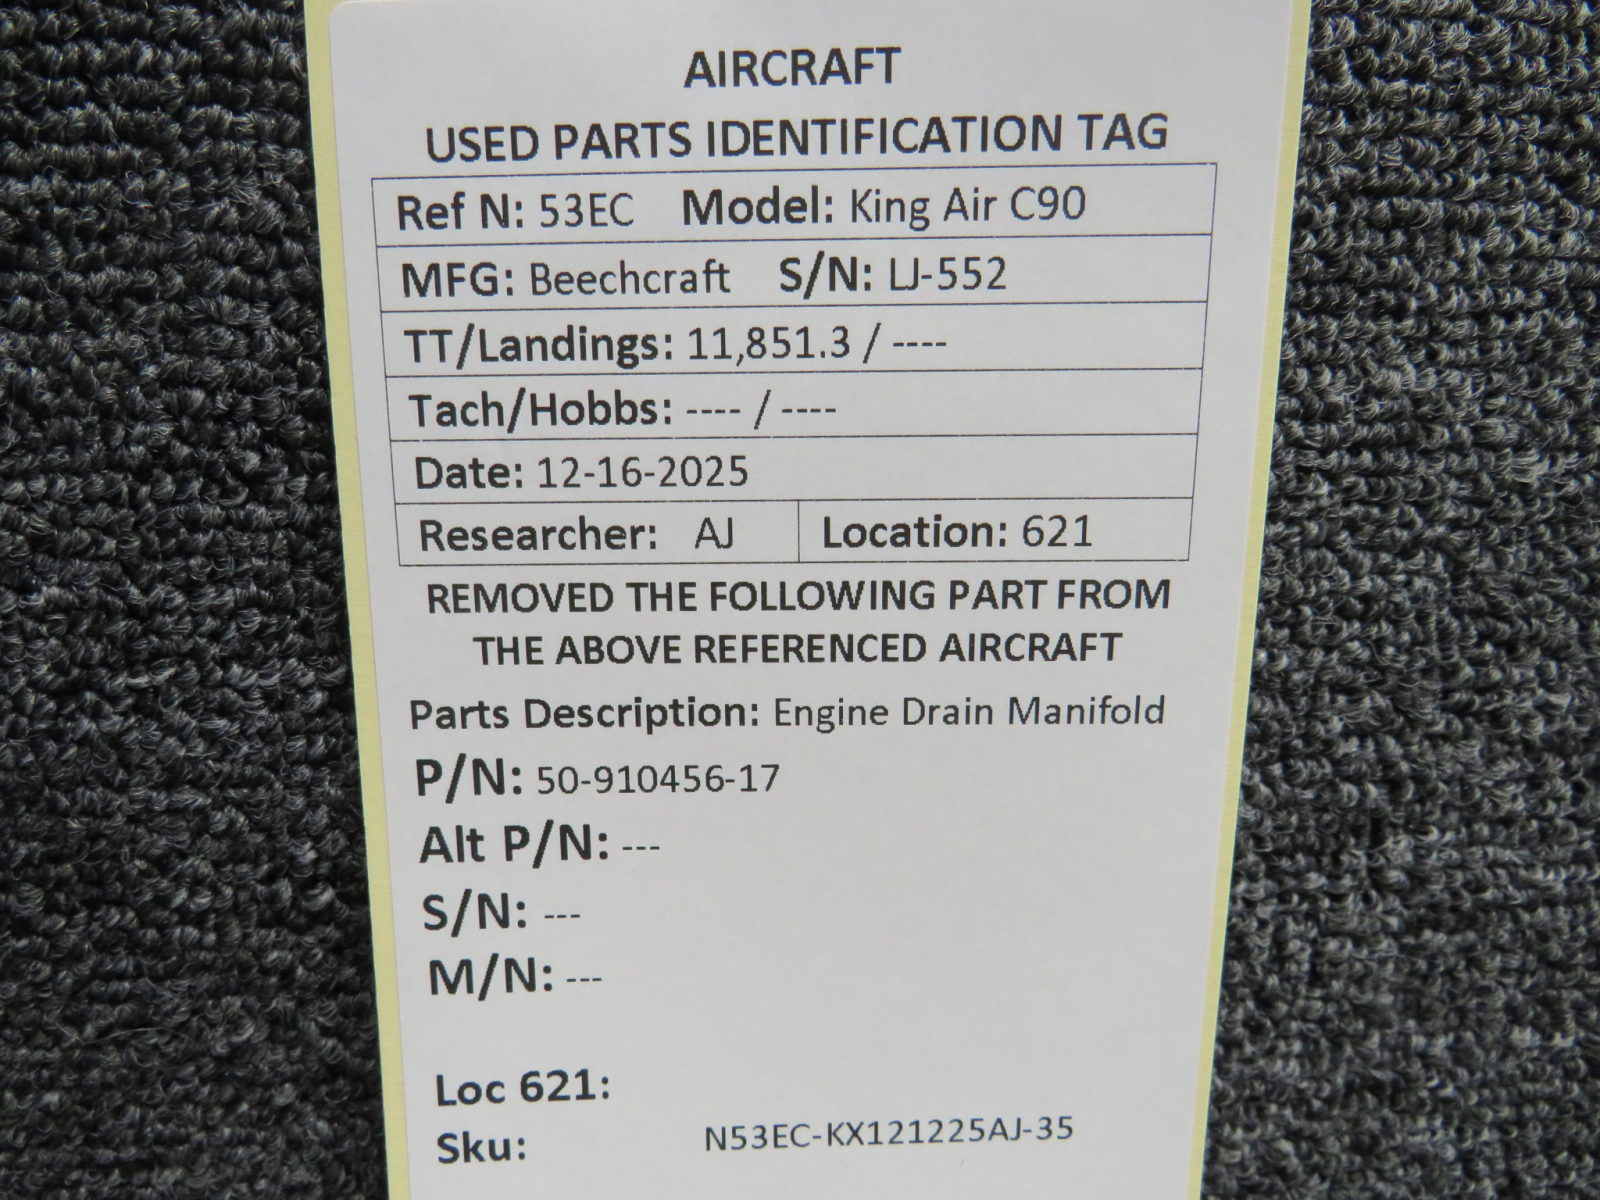 AIRCRAFT
USED PARTS IDENTIFICATION TAG
Ref N: 53EC Model: King Air C90
MFG: Beechcraft S/N: LJ-552
TT/Landings: 11,851.3 / ----
Tach/Hobbs: ---- / ----
Date: 12-16-2025
Researcher: AJ Location: 621
REMOVED THE FOLLOWING PART FROM
THE ABOVE REFERENCED AIRCRAFT
Parts Description: Engine Drain Manifold
P/N: 50-910456-17
Alt P/N: ---
S/N: ---
M/N: ---
Loc 621:
Sku: N53EC-KX121225AJ-35